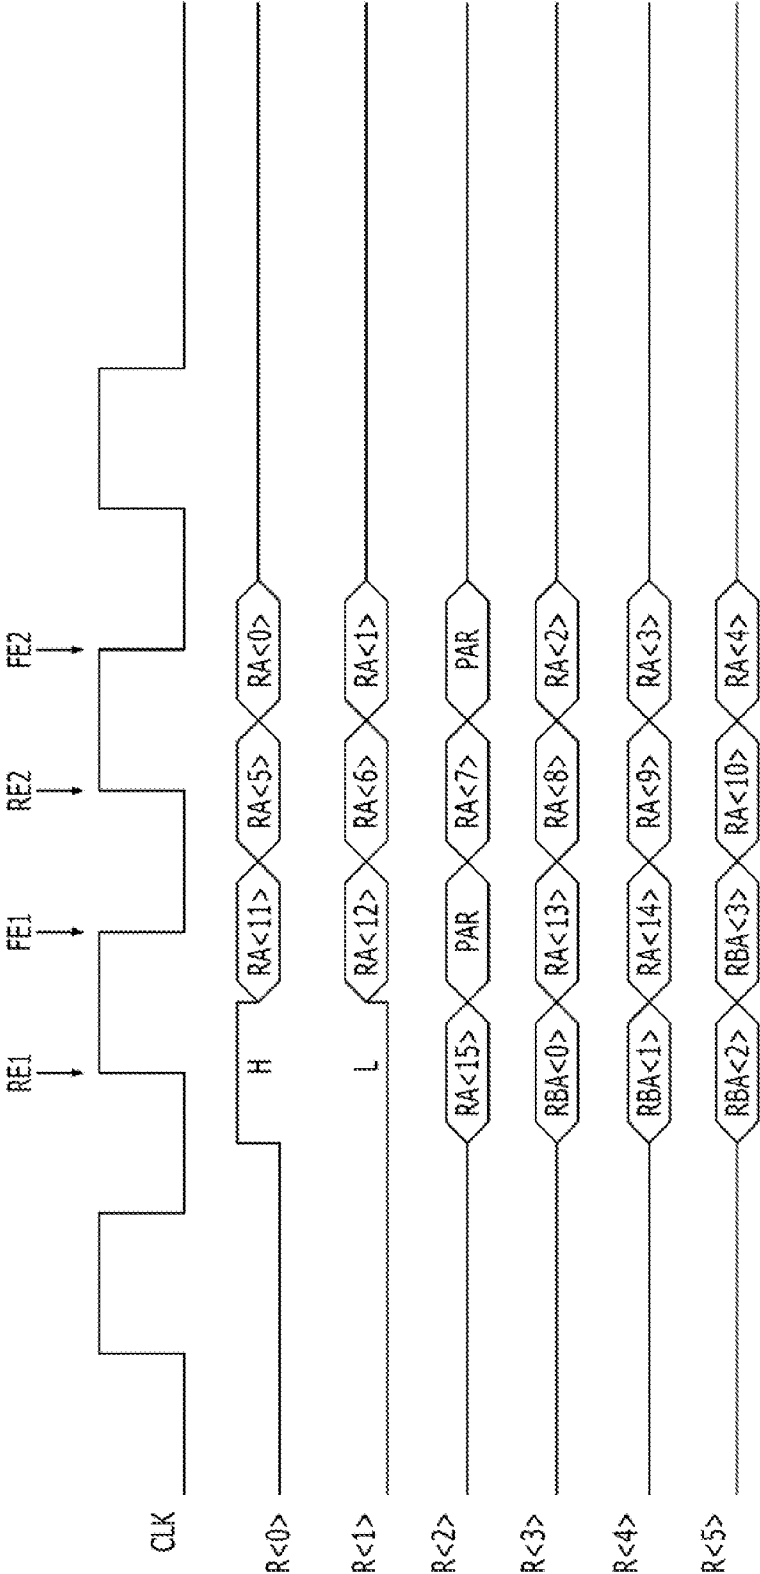 RE1 FE1 RE2 FE2
CLK
R<0> H RA<11> RA<5> RA<0>
R<1> L RA<12> RA<6> RA<1>
R<2> RA<15> PAR RA<7> PAR
R<3> RBA<0> RA<13> RA<8> RA<2>
R<4> RBA<1> RA<14> RA<9> RA<3>
R<5> RBA<2> RBA<3> RA<10> RA<4>